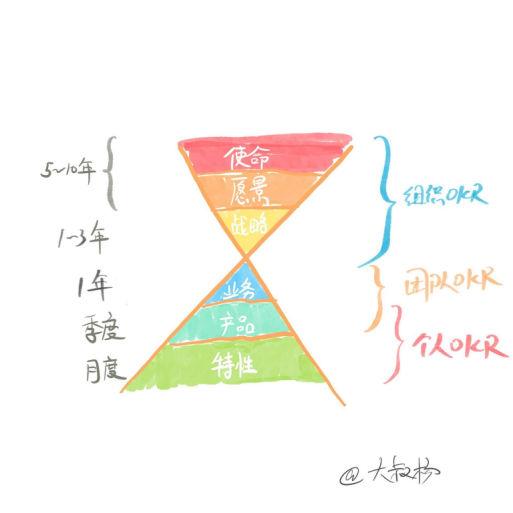 使命
5~10年
愿景
组织OKR
战略
1~3年
1年
业务
团队OKR
季度
产品
个人OKR
月度
特性
@大叔杨